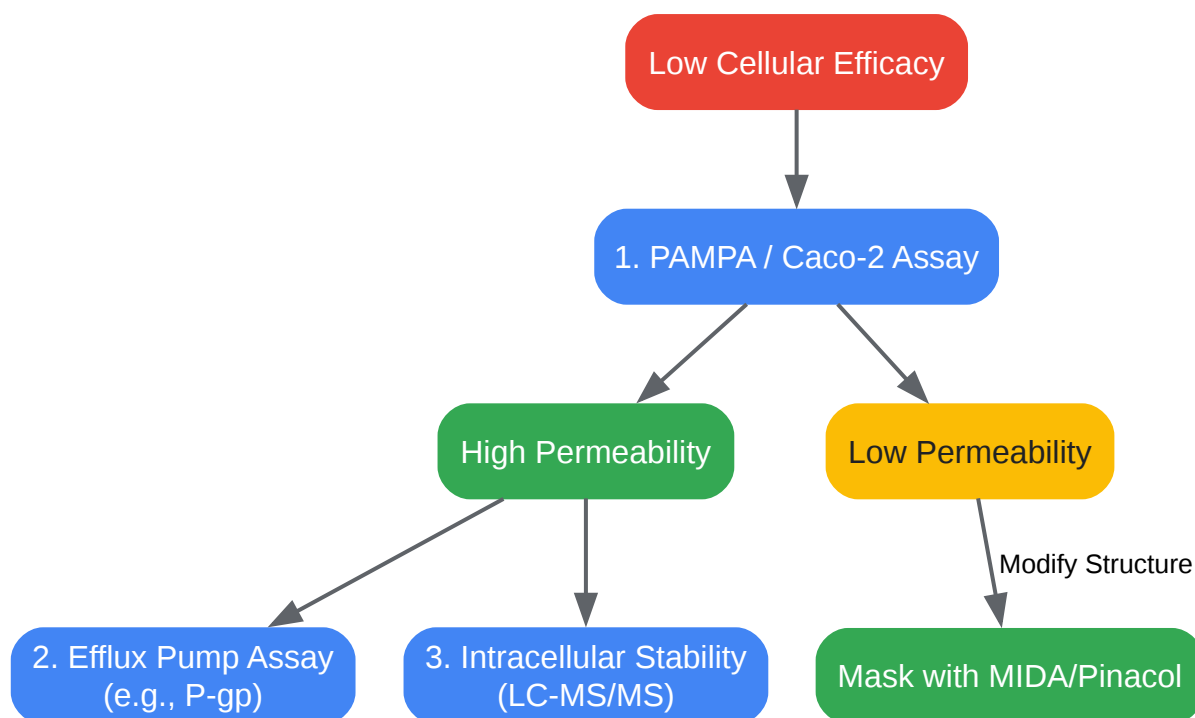 Low Cellular Efficacy
1. PAMPA / Caco-2 Assay
High Permeability
Low Permeability
Modify Structure
2. Efflux Pump Assay
(e.g., P-gp)
3. Intracellular Stability
(LC-MS/MS)
Mask with MIDA/Pinacol